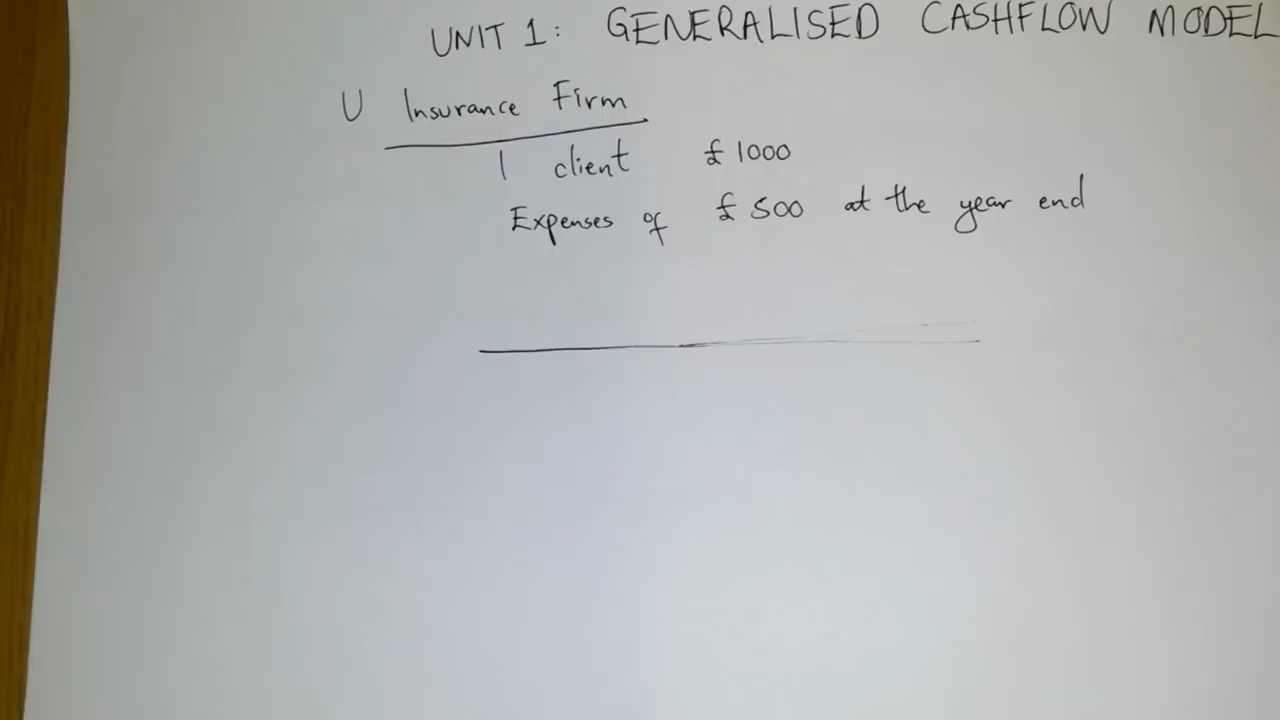 UNIT 1: GENERALISED CASHFLOW MODEL
U Insurance Firm
1 client £1000
Expenses of £500 at the year end